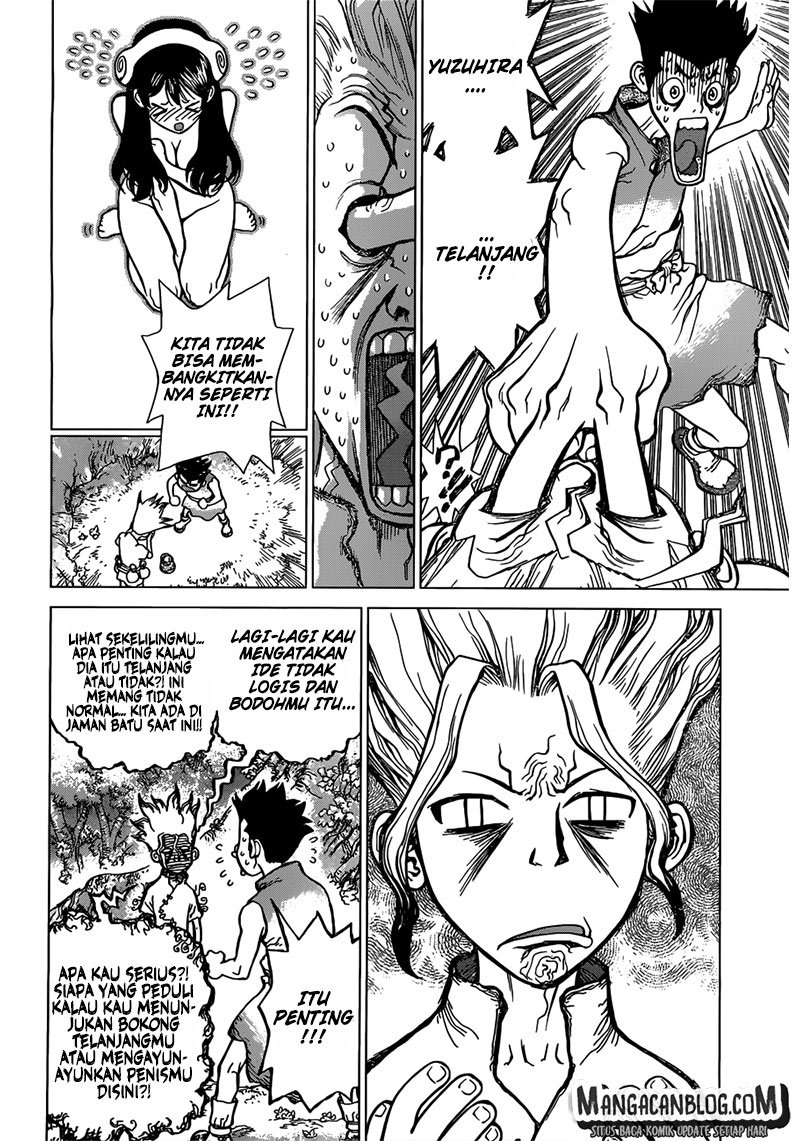 YUZUHIRA
....
...
TELANJANG
!!
KITA TIDAK
BISA MEM-
BANGKITKAN-
NYA SEPERTI
INI!!
LAGI-LAGI KAU
MENGATAKAN
IDE TIDAK
LOGIS DAN
BODOHMU ITU...
LIHAT SEKELILINGMU...
APA PENTING KALAU
DIA ITU TELANJANG
ATAU TIDAK?! INI
MEMANG TIDAK
NORMAL... KITA ADA DI
JAMAN BATU SAAT INI!!
ITU
PENTING
!!!
APA KAU SERIUS?!
SIAPA YANG PEDULI
KALAU KAU MENUN-
JUKAN BOKONG
TELANJANGMU
ATAU MENGAYUN-
AYUNKAN PENISMU
DISINI?!
MANGACANBLOG.COM
SITUS BACA KOMIK UPDATE SETIAP HARI